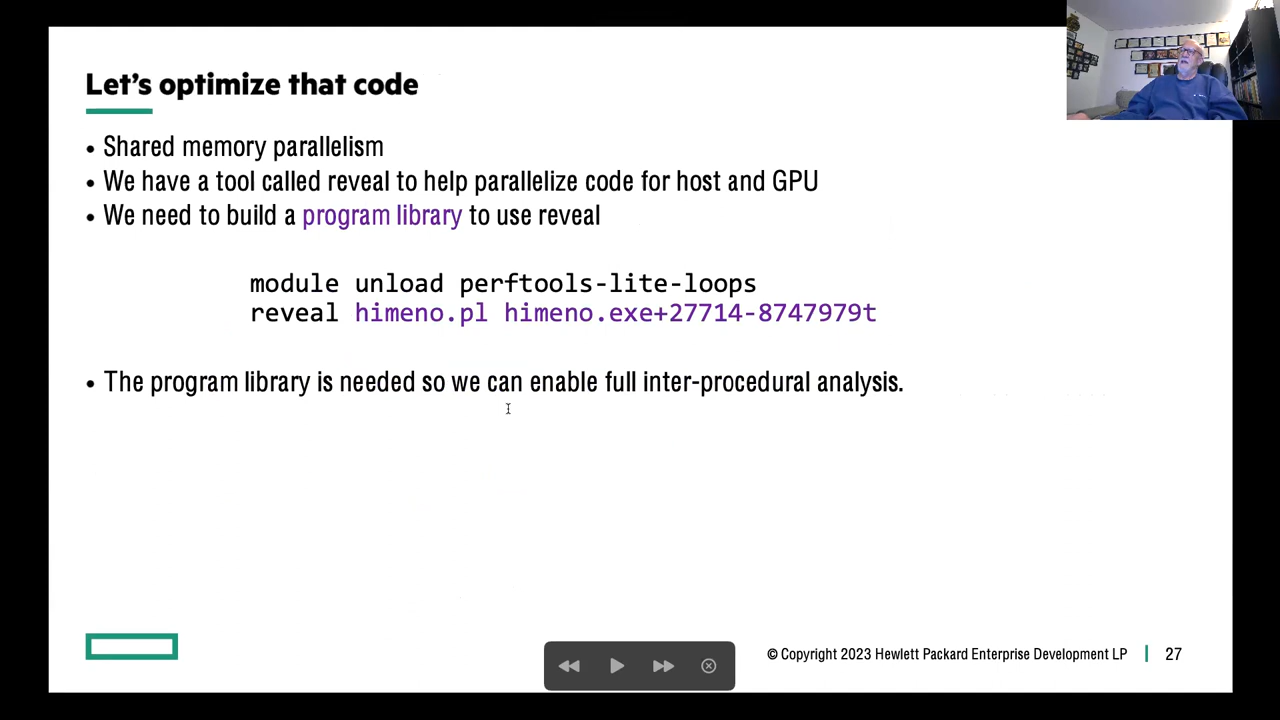 Let's optimize that code
• Shared memory parallelism
• We have a tool called reveal to help parallelize code for host and GPU
• We need to build a program library to use reveal
module unload perftools-lite-loops
reveal himeno.pl himeno.exe+27714-8747979t
• The program library is needed so we can enable full inter-procedural analysis.
© Copyright 2023 Hewlett Packard Enterprise Development LP | 27